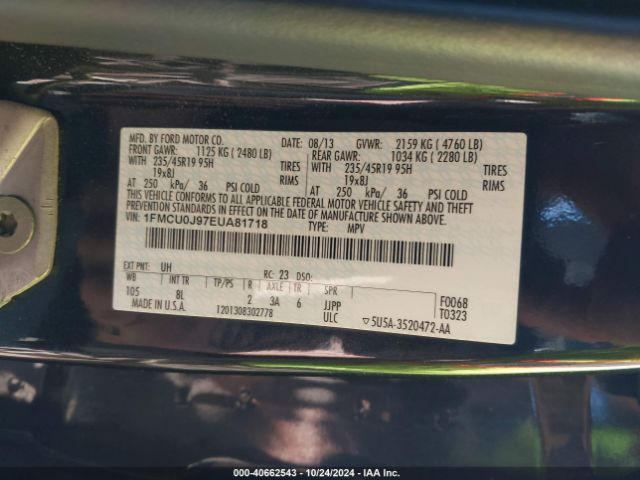 MFD. BY FORD MOTOR CO.
DATE: 08/13 GVWR: 2159 KG ( 4760 LB)
FRONT GAWR: 1125 KG ( 2480 LB) REAR GAWR: 1034 KG ( 2280 LB)
WITH 235/45R19 95H TIRES WITH 235/45R19 95H TIRES
19x8J RIMS 19x8J RIMS
AT 250 kPa/ 36 PSI COLD AT 250 kPa/ 36 PSI COLD
THIS VEHICLE CONFORMS TO ALL APPLICABLE FEDERAL MOTOR VEHICLE SAFETY AND THEFT
PREVENTION STANDARDS IN EFFECT ON THE DATE OF MANUFACTURE SHOWN ABOVE.
VIN: 1FMCU0J97EUA81718 TYPE: MPV
EXT PNT: UH RC: 23 DSO:
WB INT TR TP/PS R AXLE TR SPR F0068
105 8L 2 3A 6 JJPP T0323
MADE IN U.S.A. 1201308302778 ULC ▽5U5A-3520472-AA
000-40662543 - 10/24/2024 - IAA Inc.